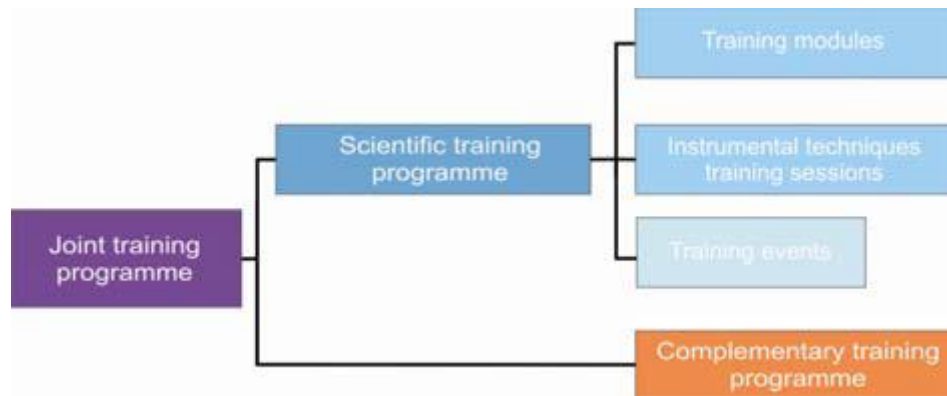 Training modules
Scientific training
programme
Instrumental techniques
training sessions
Joint training
programme
Training events
Complementary training
programme